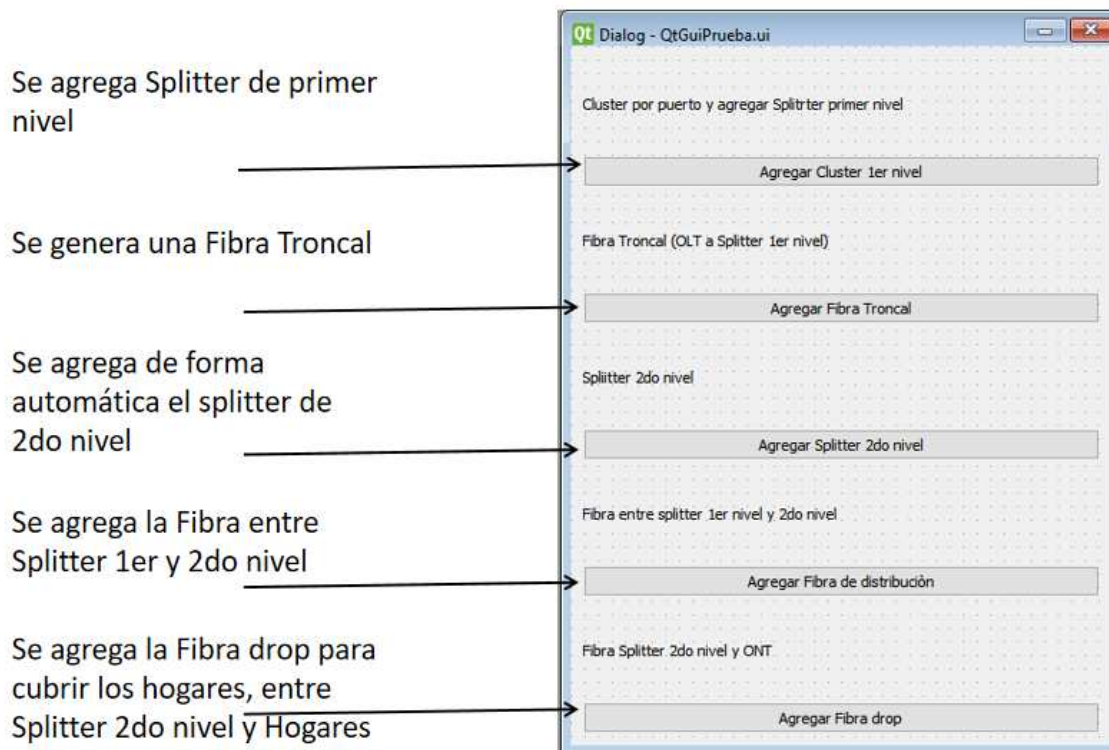 Dialog - QtGuiPrueba.ui
Se agrega Splitter de primer
nivel
Cluster por puerto y agregar Splitrter primer nivel
Agregar Cluster 1er nivel
Se genera una Fibra Troncal
Fibra Troncal (OLT a Splitter 1er nivel)
Agregar Fibra Troncal
Se agrega de forma
automática el splitter de
2do nivel
Spliitter 2do nivel
Agregar Splitter 2do nivel
Se agrega la Fibra entre
Splitter 1er y 2do nivel
Fibra entre splitter 1er nivel y 2do nivel
Agregar Fibra de distribuciòn
Se agrega la Fibra drop para
cubrir los hogares, entre
Splitter 2do nivel y Hogares
Fibra Splitter 2do nivel y ONT
Agregar Fibra drop